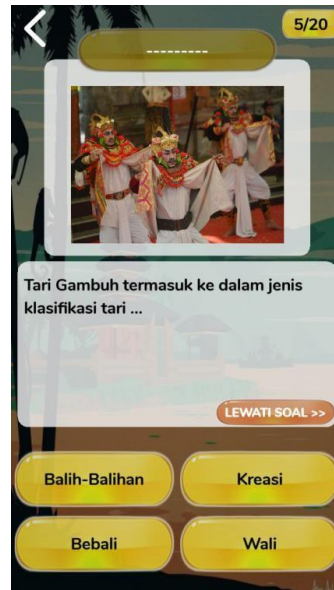 5/20
---------
Tari Gambuh termasuk ke dalam jenis
klasifikasi tari ...
LEWATI SOAL >>
Balih-Balihan
Kreasi
Bebali
Wali